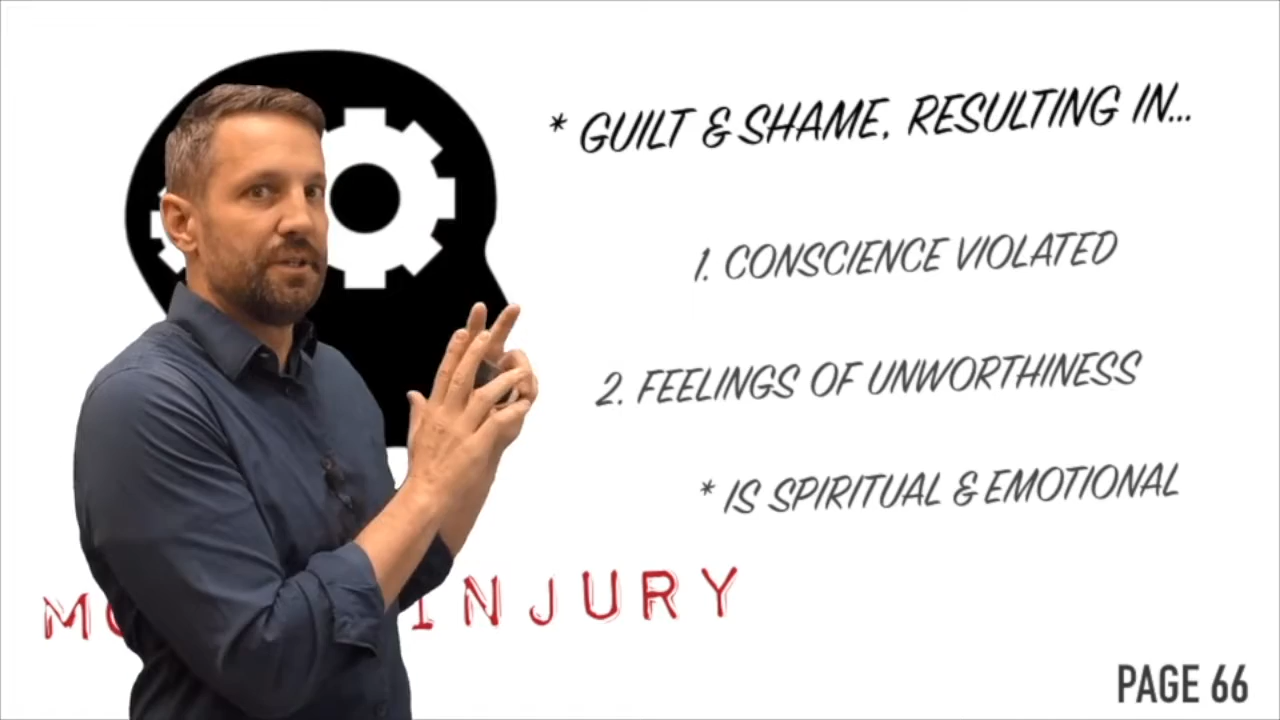 * GUILT & SHAME, RESULTING IN...
1. CONSCIENCE VIOLATED
2. FEELINGS OF UNWORTHINESS
* IS SPIRITUAL & EMOTIONAL
INJURY
PAGE 66